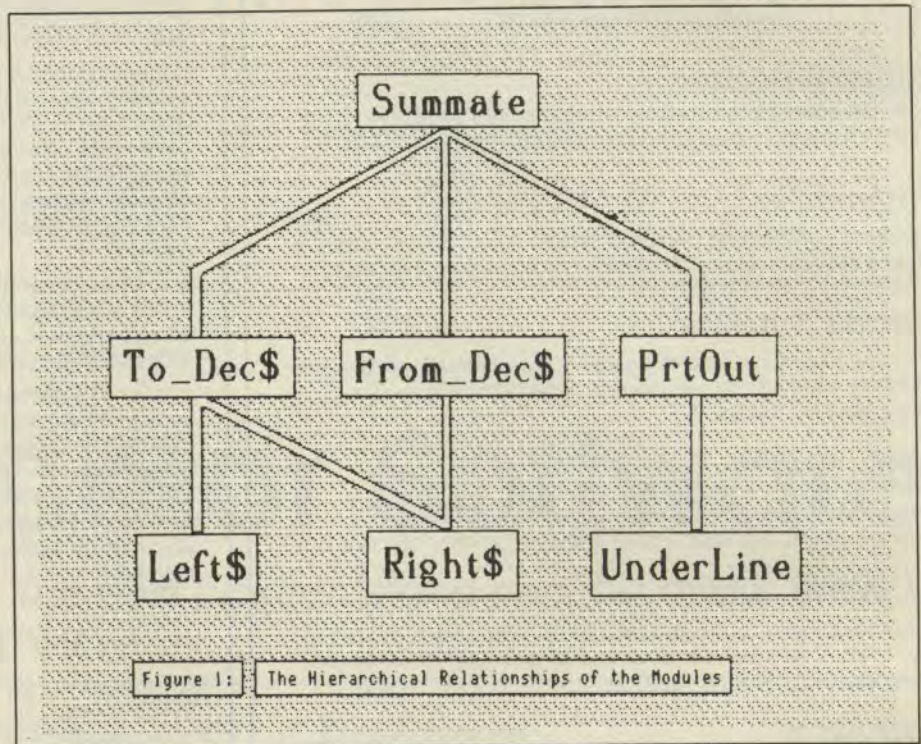 Summate
To_Dec$ From_Dec$ PrtOut
Left$ Right$ UnderLine
Figure 1: The Hierarchical Relationships of the Modules